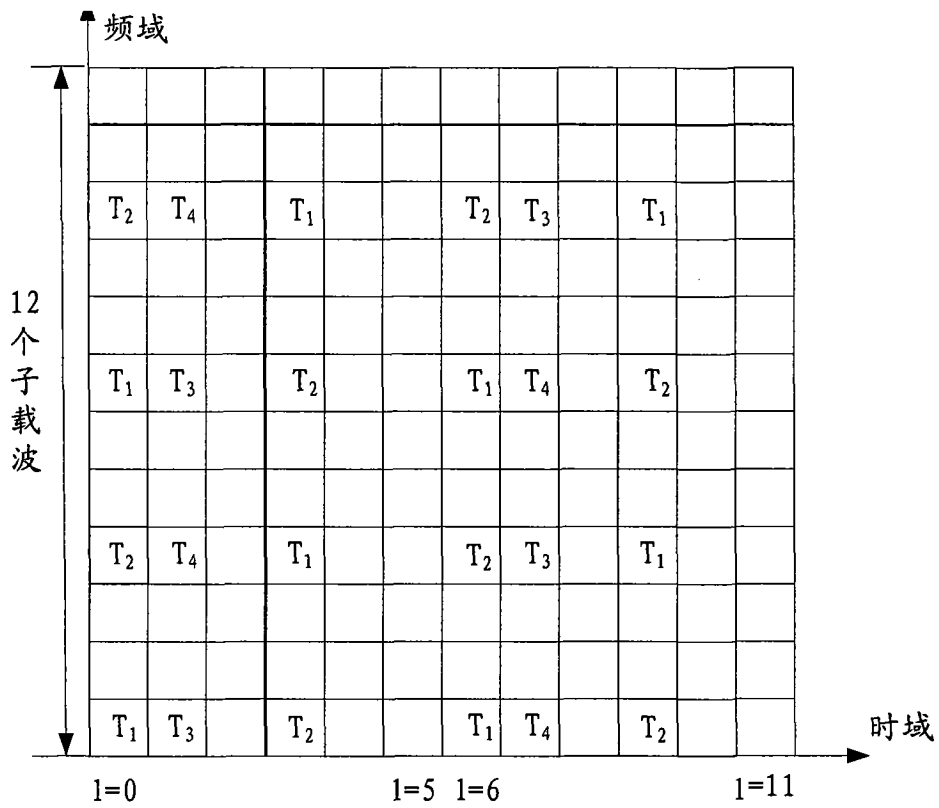 频域
T₂ T₄ T₁ T₂ T₃ T₁
12
个
子
载
波
T₁ T₃ T₂ T₁ T₄ T₂
T₂ T₄ T₁ T₂ T₃ T₁
T₁ T₃ T₂ T₁ T₄ T₂
时域
l=0 l=5 l=6 l=11